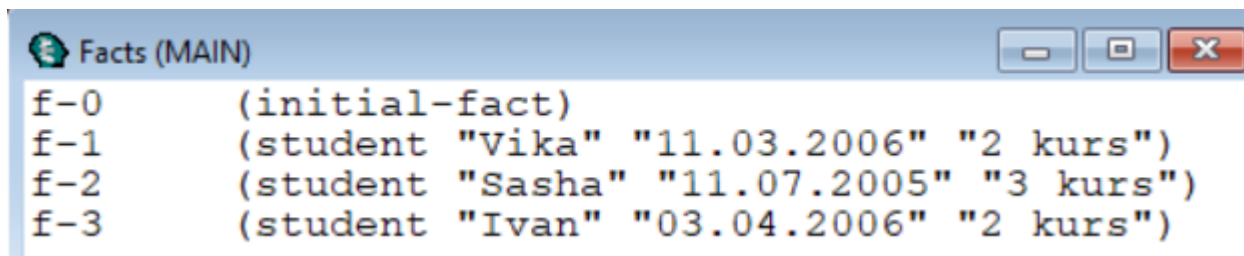 Facts (MAIN)
f-0 (initial-fact)
f-1 (student "Vika" "11.03.2006" "2 kurs")
f-2 (student "Sasha" "11.07.2005" "3 kurs")
f-3 (student "Ivan" "03.04.2006" "2 kurs")